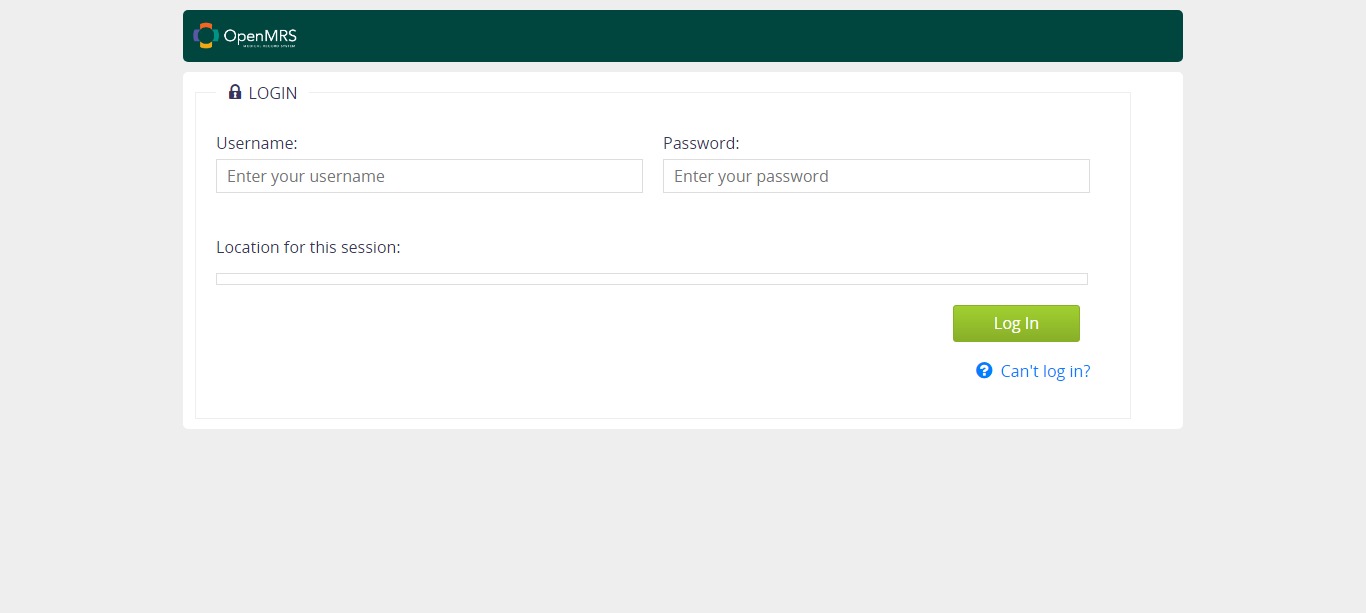 OpenMRS
MEDICAL RECORD SYSTEM
LOGIN
Username:
Password:
Enter your username
Enter your password
Location for this session:
Log In
Can't log in?